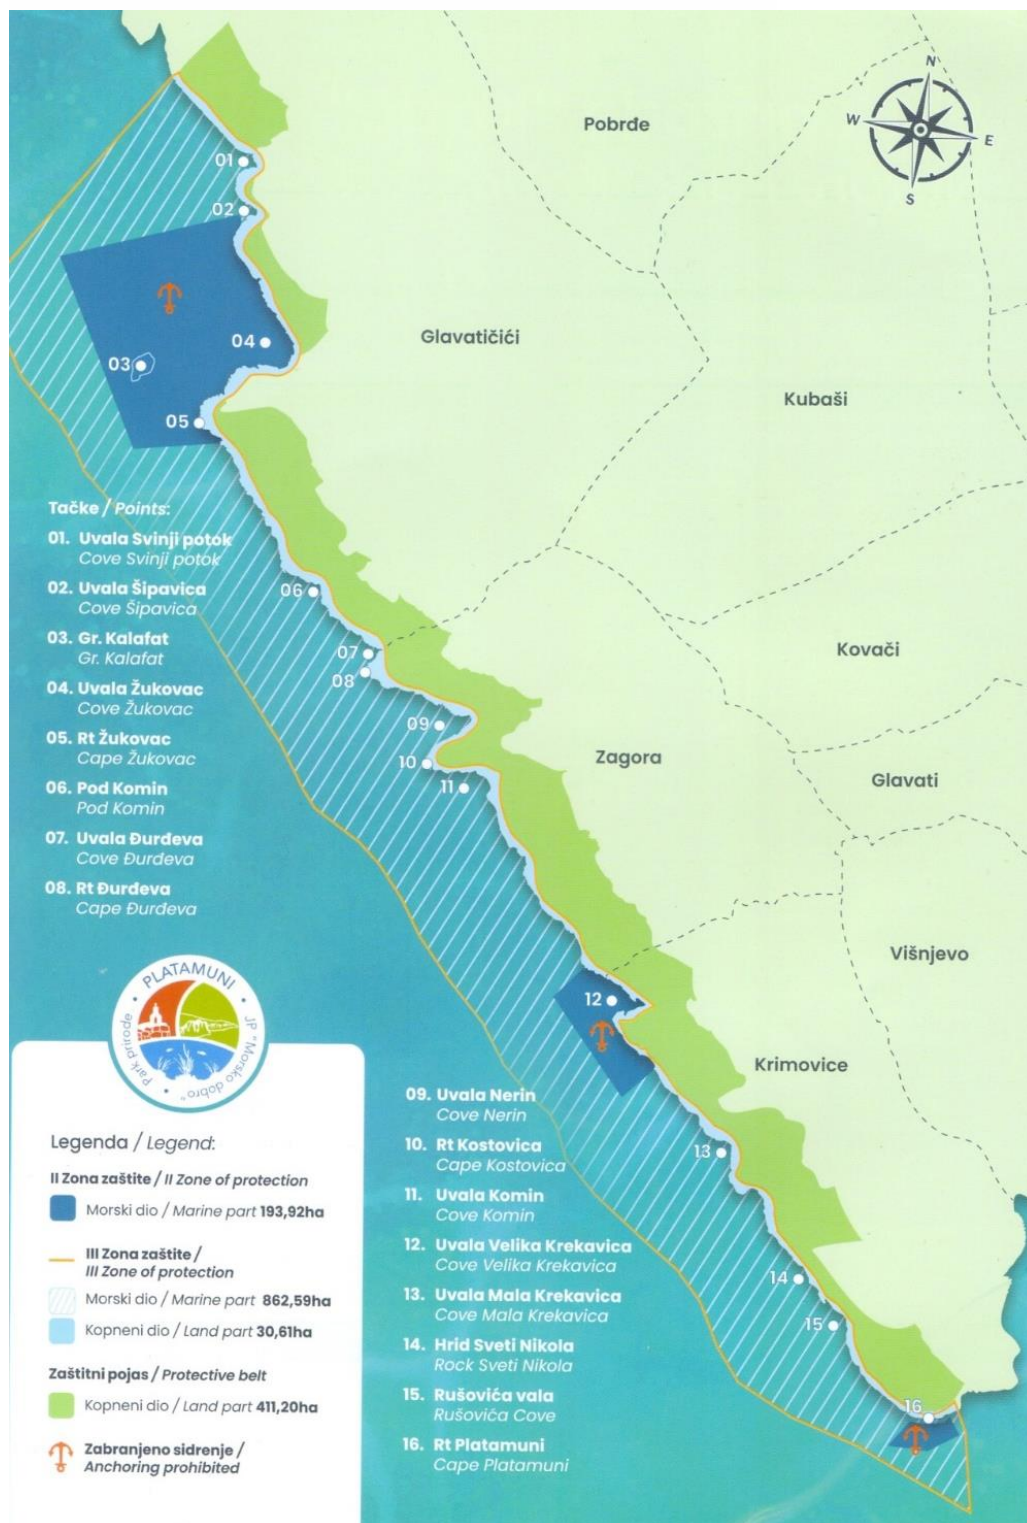 N
W
E
S
Pobrđe
Glavatičići
Kubaši
Kovači
Zagora
Glavati
Višnjevo
Krimovice
01
02
03
04
05
06
07
08
09
10
11
12
13
14
15
16
Tačke / Points:
01. Uvala Svinji potok
Cove Svinji potok
02. Uvala Šipavica
Cove Šipavica
03. Gr. Kalafat
Gr. Kalafat
04. Uvala Žukovac
Cove Žukovac
05. Rt Žukovac
Cape Žukovac
06. Pod Komin
Pod Komin
07. Uvala Đurđeva
Cove Đurđeva
08. Rt Đurđeva
Cape Đurđeva
09. Uvala Nerin
Cove Nerin
10. Rt Kostovica
Cape Kostovica
11. Uvala Komin
Cove Komin
12. Uvala Velika Krekavica
Cove Velika Krekavica
13. Uvala Mala Krekavica
Cove Mala Krekavica
14. Hrid Sveti Nikola
Rock Sveti Nikola
15. Rušovića vala
Rušovića Cove
16. Rt Platamuni
Cape Platamuni
PLATAMUNI
Park prirode
JP "Morsko dobro"
Legenda / Legend:
II Zona zaštite / II Zone of protection
Morski dio / Marine part 193,92ha
III Zona zaštite /
III Zone of protection
Morski dio / Marine part 862,59ha
Kopneni dio / Land part 30,61ha
Zaštitni pojas / Protective belt
Kopneni dio / Land part 411,20ha
Zabranjeno sidrenje /
Anchoring prohibited